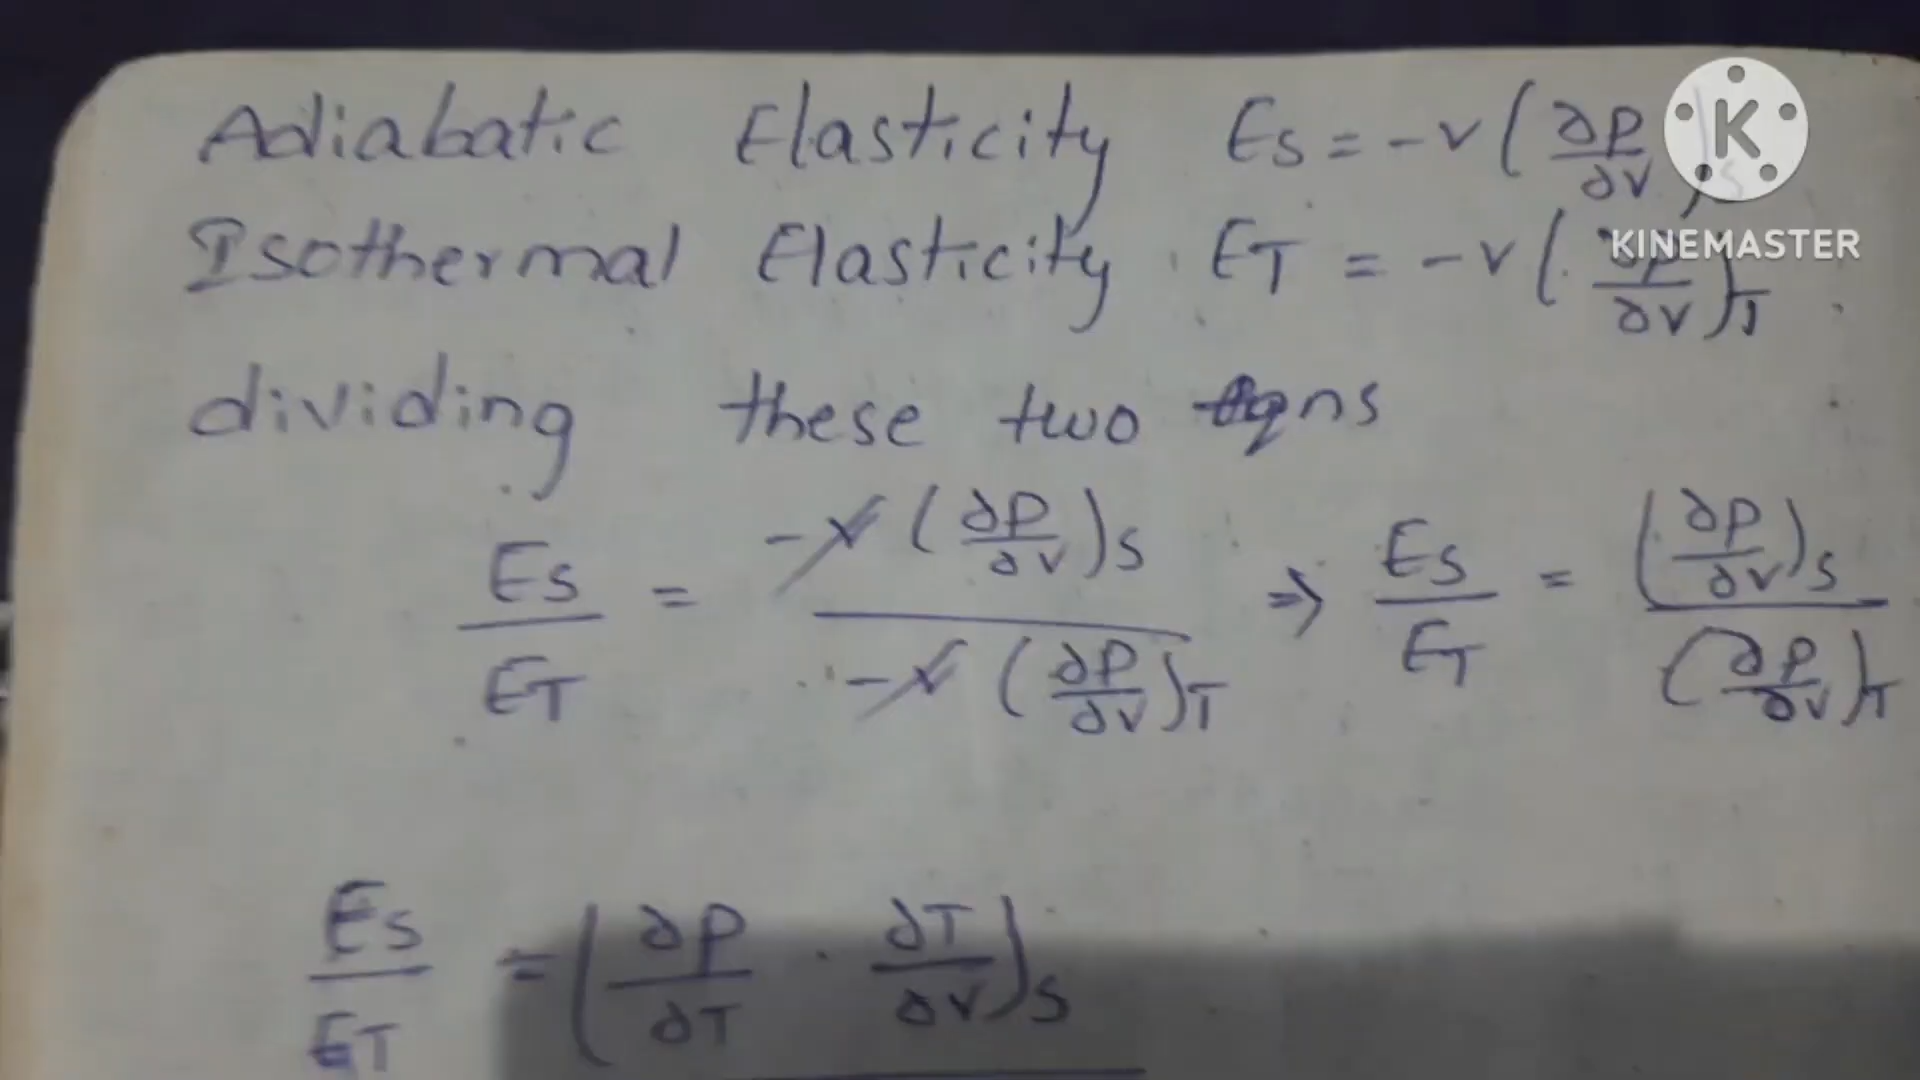 Adiabatic Elasticity Es = -v (∂P/∂V)s
Isothermal Elasticity ET = -v (∂P/∂V)T
KINEMASTER
dividing these two eqns
Es/ET = -v (∂P/∂V)s / -v (∂P/∂V)T ⇒ Es/ET = (∂P/∂V)s / (∂P/∂V)T
Es/ET = (∂P/∂T · ∂T/∂V)s